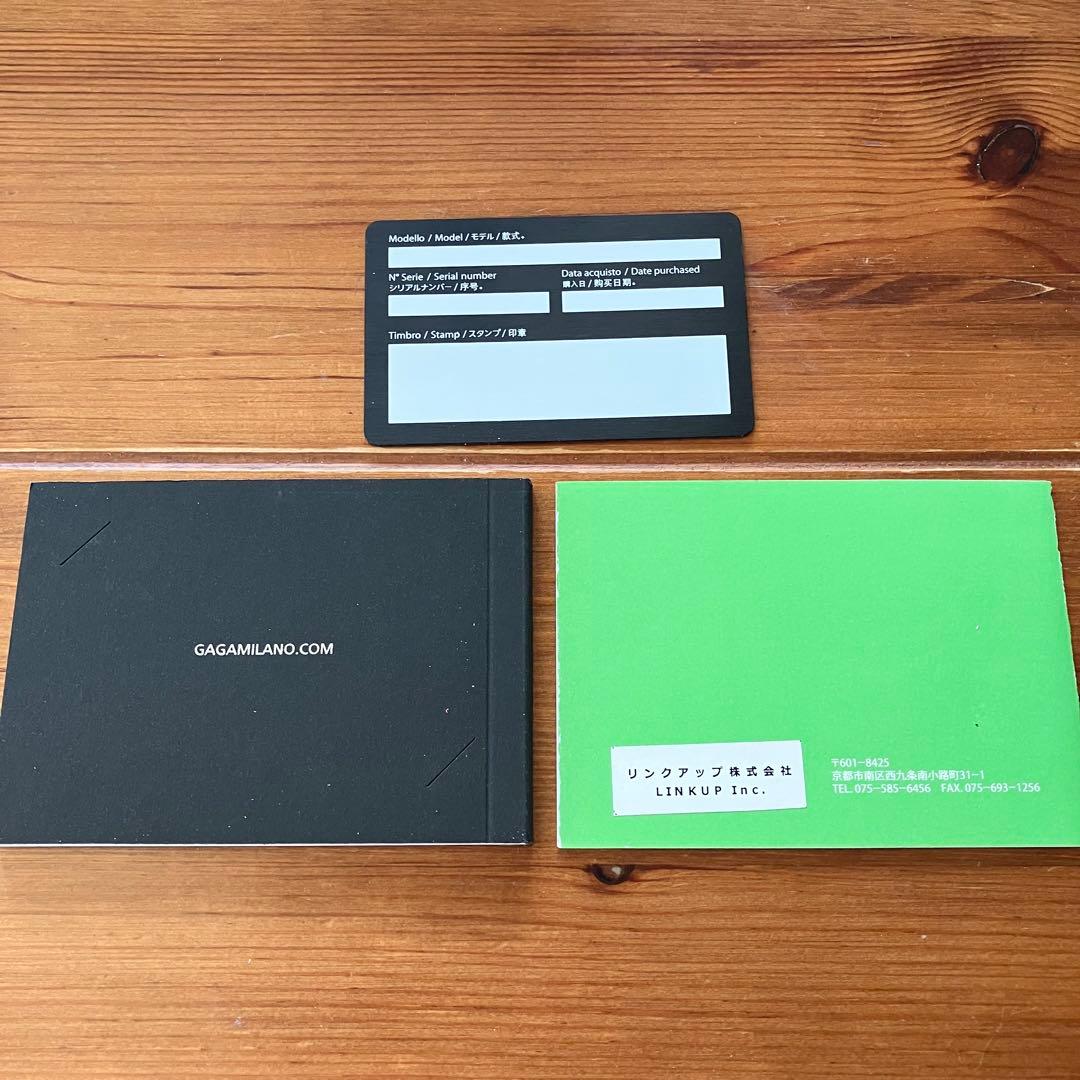 Modello / Model / モデル / 款式。
N° Serie / Serial number
シリアルナンバー / 序号。
Data acquisto / Date purchased
購入日 / 购买日期。
Timbro / Stamp / スタンプ / 印章
GAGAMILANO.COM
リンクアップ株式会社
LINKUP Inc.
〒601-8425
京都市南区西九条南小路町31-1
TEL. 075-585-6456 FAX. 075-693-1256